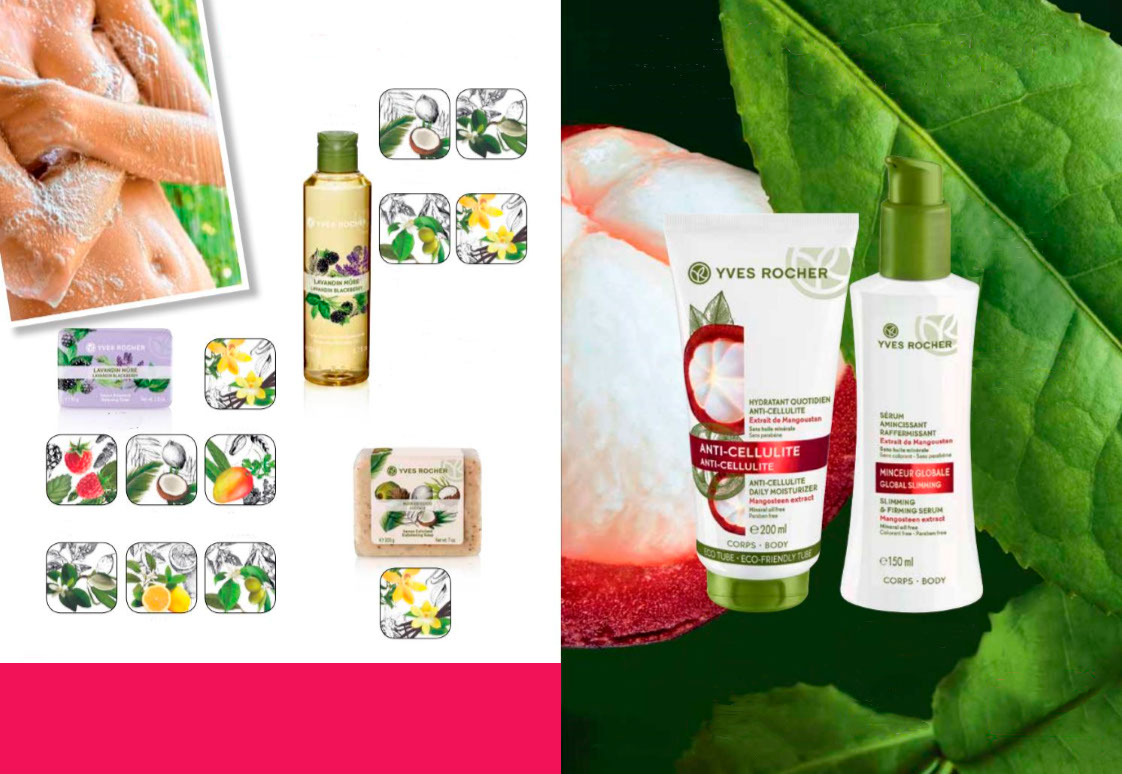 YVES ROCHER
LAVANDIN MÛRE
LAVANDIN BLACKBERRY
YVES ROCHER
LAVANDIN MÛRE
LAVANDIN BLACKBERRY
YVES ROCHER
YVES ROCHER
HYDRATANT QUOTIDIEN
ANTI-CELLULITE
Extrait de Mangoustan
Sans huile minérale
Sans parabène
ANTI-CELLULITE
ANTI-CELLULITE
ANTI-CELLULITE
DAILY MOISTURIZER
Mangosteen extract
Mineral oil free
Paraben free
℮200 ml
CORPS • BODY
ECO TUBE • ECO-FRIENDLY TUBE
YVES ROCHER
SÉRUM
AMINCISSANT
RAFFERMISSANT
Extrait de Mangoustan
Sans huile minérale
Sans colorant - Sans parabène
MINCEUR GLOBALE
GLOBAL SLIMMING
SLIMMING
& FIRMING SERUM
Mangosteen extract
Mineral oil free
Colorant free - Paraben free
℮150 ml
CORPS • BODY